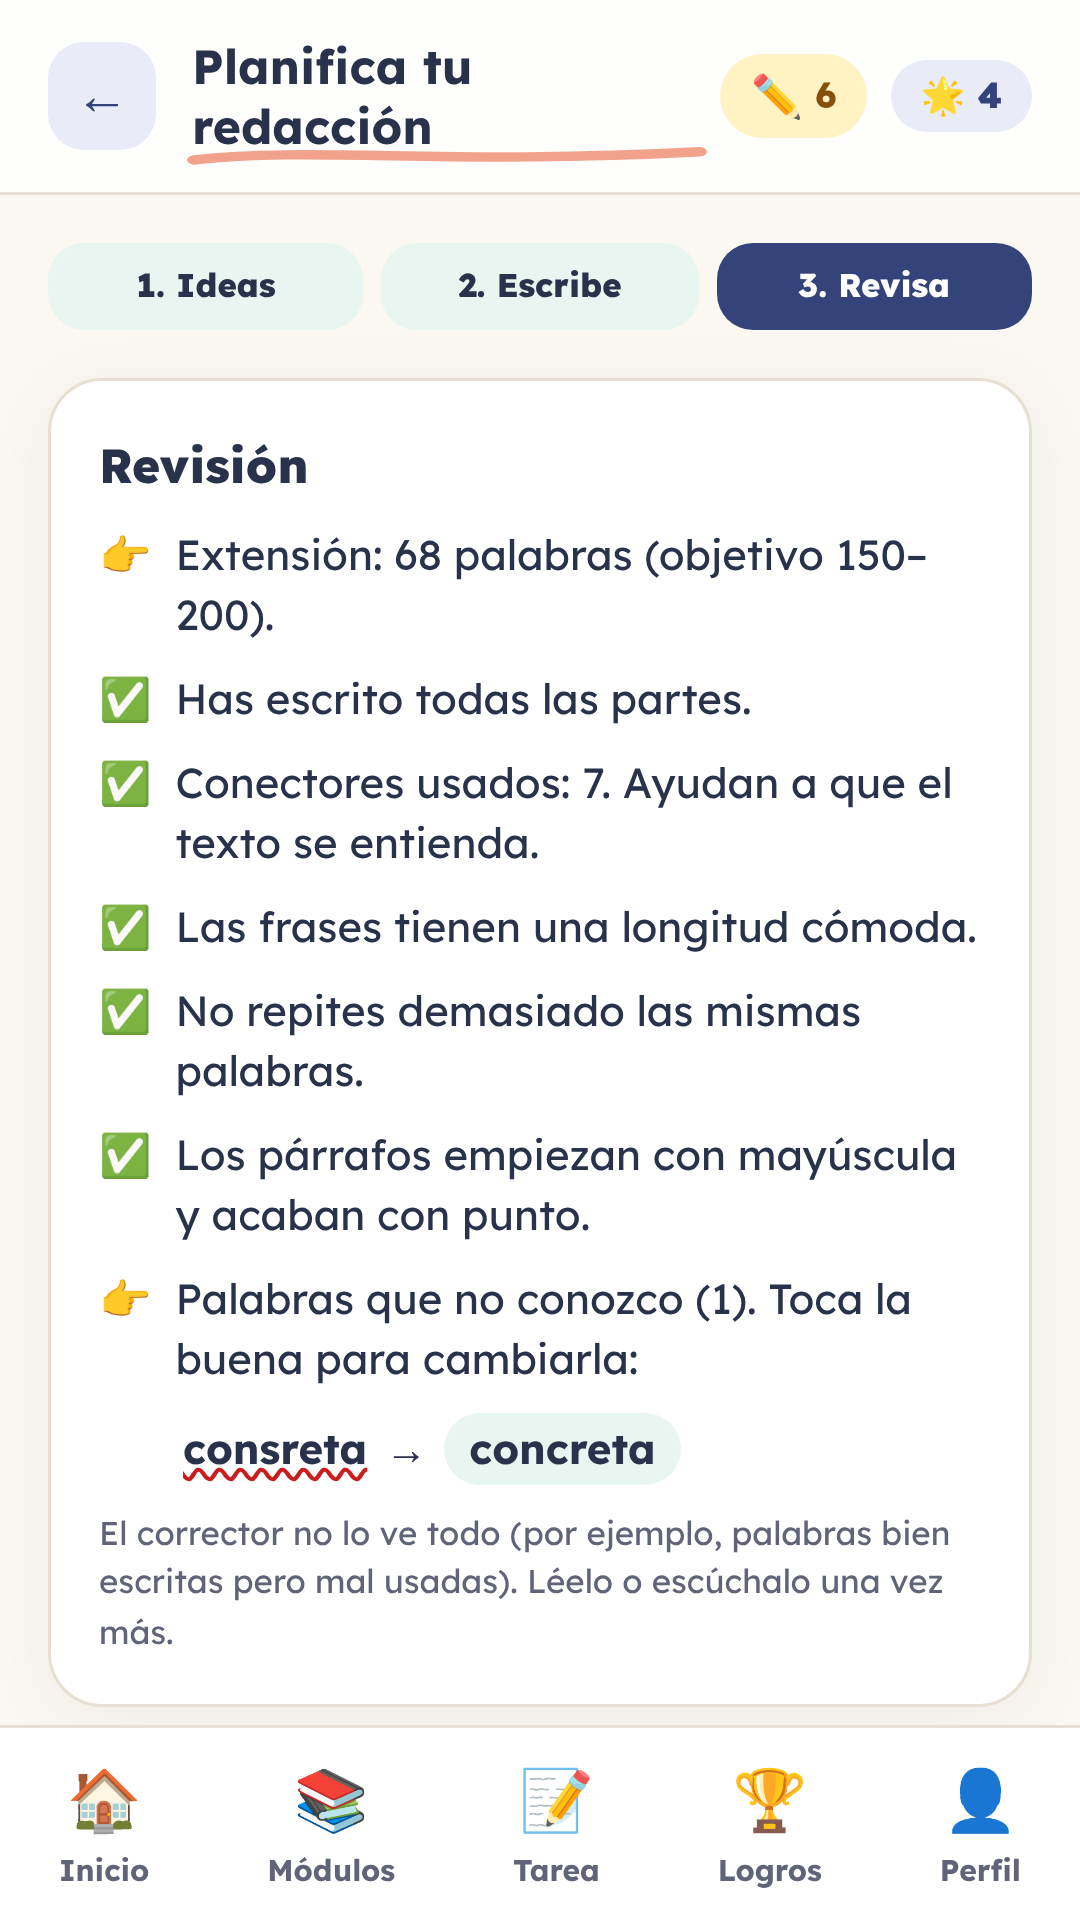 ←
Planifica tu
redacción
6
4
1. Ideas
2. Escribe
3. Revisa
Revisión
Extensión: 68 palabras (objetivo 150–
200).
Has escrito todas las partes.
Conectores usados: 7. Ayudan a que el
texto se entienda.
Las frases tienen una longitud cómoda.
No repites demasiado las mismas
palabras.
Los párrafos empiezan con mayúscula
y acaban con punto.
Palabras que no conozco (1). Toca la
buena para cambiarla:
consreta → concreta
El corrector no lo ve todo (por ejemplo, palabras bien
escritas pero mal usadas). Léelo o escúchalo una vez
más.
Inicio
Módulos
Tarea
Logros
Perfil